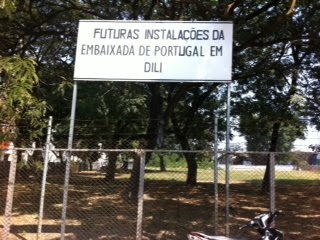 FUTURAS INSTALAÇÕES DA
EMBAIXADA DE PORTUGAL EM
DILI